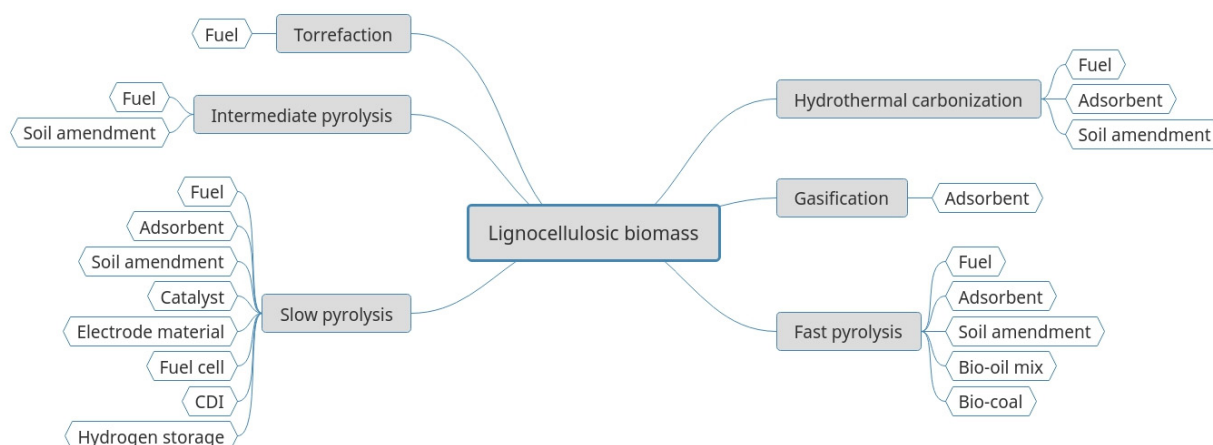 Torrefaction
Fuel
Intermediate pyrolysis
Fuel
Soil amendment
Slow pyrolysis
Fuel
Adsorbent
Soil amendment
Catalyst
Electrode material
Fuel cell
CDI
Hydrogen storage
Lignocellulosic biomass
Hydrothermal carbonization
Fuel
Adsorbent
Soil amendment
Gasification
Adsorbent
Fast pyrolysis
Fuel
Adsorbent
Soil amendment
Bio-oil mix
Bio-coal